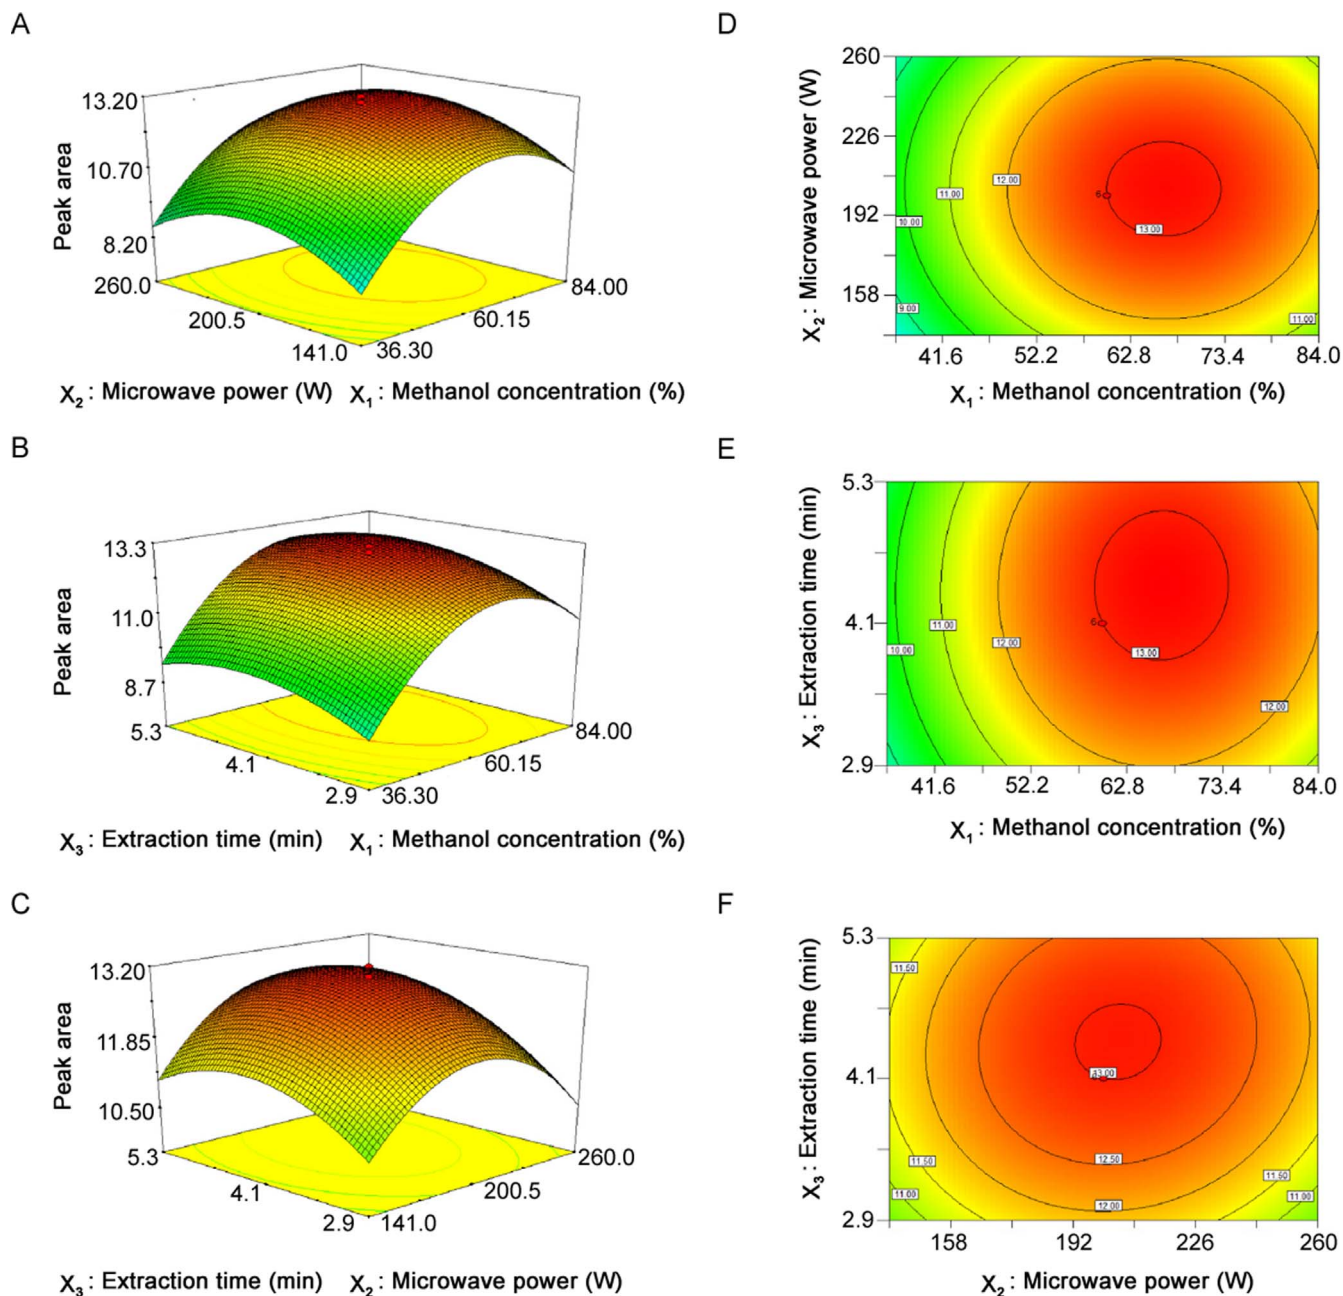 A
13.20
10.70
8.20
Peak area
260.0
200.5
141.0
36.30
60.15
84.00
X2 : Microwave power (W) X1 : Methanol concentration (%)
D
260
226
192
158
X2 : Microwave power (W)
12.00
11.00
10.00
9.00
6
13.00
11.00
41.6 52.2 62.8 73.4 84.0
X1 : Methanol concentration (%)
B
13.3
11.0
8.7
Peak area
5.3
4.1
2.9
36.30
60.15
84.00
X3 : Extraction time (min) X1 : Methanol concentration (%)
E
5.3
4.1
2.9
X3 : Extraction time (min)
11.00
10.00
12.00
6
13.00
12.00
41.6 52.2 62.8 73.4 84.0
X1 : Methanol concentration (%)
C
13.20
11.85
10.50
Peak area
5.3
4.1
2.9
141.0
200.5
260.0
X3 : Extraction time (min) X2 : Microwave power (W)
F
5.3
4.1
2.9
X3 : Extraction time (min)
11.50
13.00
12.50
11.50
11.50
11.00
12.00
11.00
158 192 226 260
X2 : Microwave power (W)